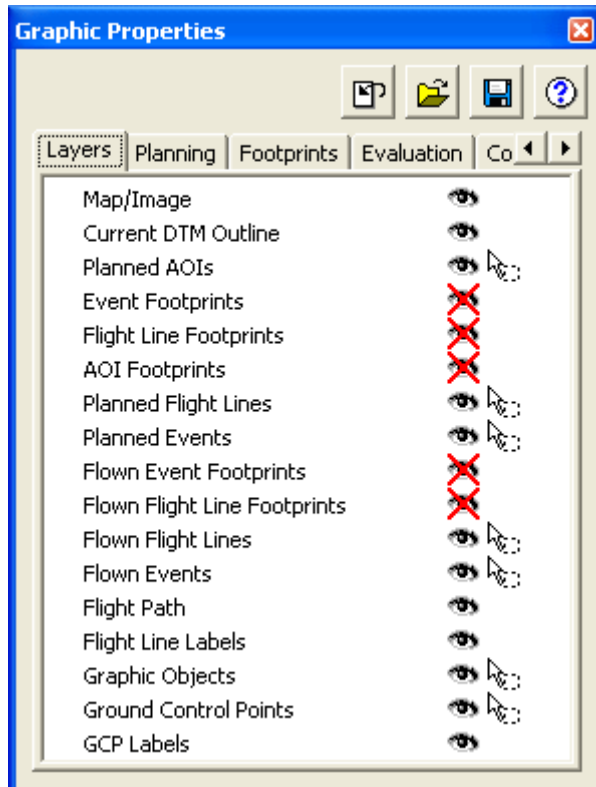 Graphic Properties
Layers Planning Footprints Evaluation Co
Map/Image
Current DTM Outline
Planned AOIs
Event Footprints
Flight Line Footprints
AOI Footprints
Planned Flight Lines
Planned Events
Flown Event Footprints
Flown Flight Line Footprints
Flown Flight Lines
Flown Events
Flight Path
Flight Line Labels
Graphic Objects
Ground Control Points
GCP Labels